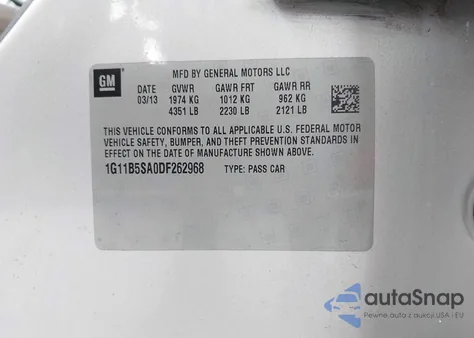 GM
MFD BY GENERAL MOTORS LLC
DATE GVWR GAWR FRT GAWR RR
03/13 1974 KG 1012 KG 962 KG
4351 LB 2230 LB 2121 LB
THIS VEHICLE CONFORMS TO ALL APPLICABLE U.S. FEDERAL MOTOR
VEHICLE SAFETY, BUMPER, AND THEFT PREVENTION STANDARDS
IN EFFECT ON THE DATE OF MANUFACTURE SHOWN ABOVE.
1G11B5SA0DF262968 TYPE: PASS CAR
autaSnap
Pewne auta z aukcji USA i EU